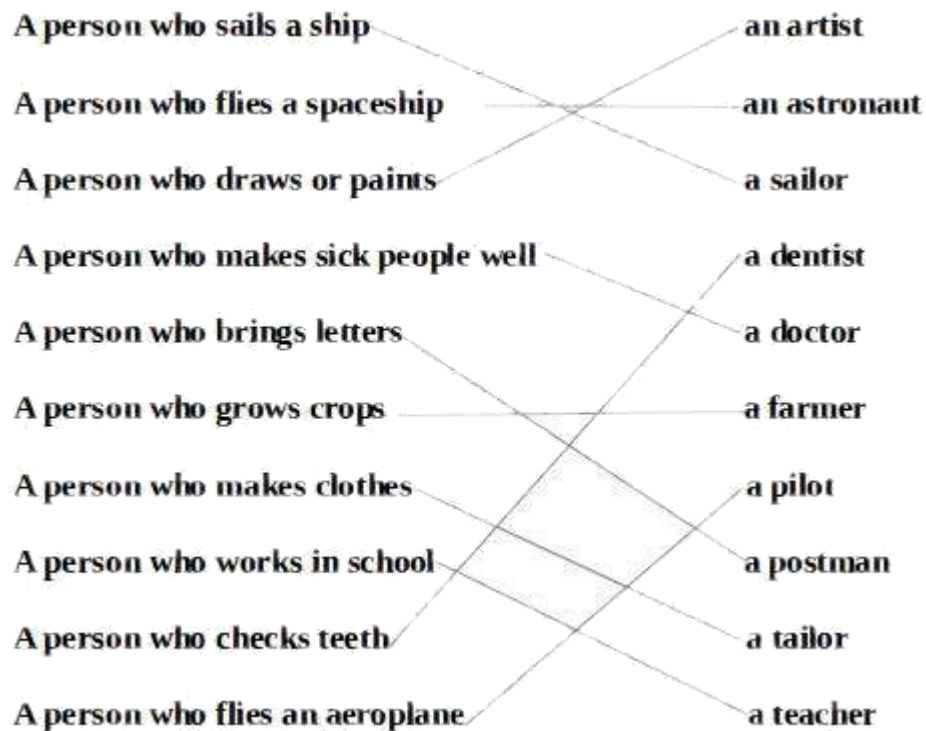 A person who sails a ship an artist
A person who flies a spaceship an astronaut
A person who draws or paints a sailor
A person who makes sick people well a dentist
A person who brings letters a doctor
A person who grows crops a farmer
A person who makes clothes a pilot
A person who works in school a postman
A person who checks teeth a tailor
A person who flies an aeroplane a teacher